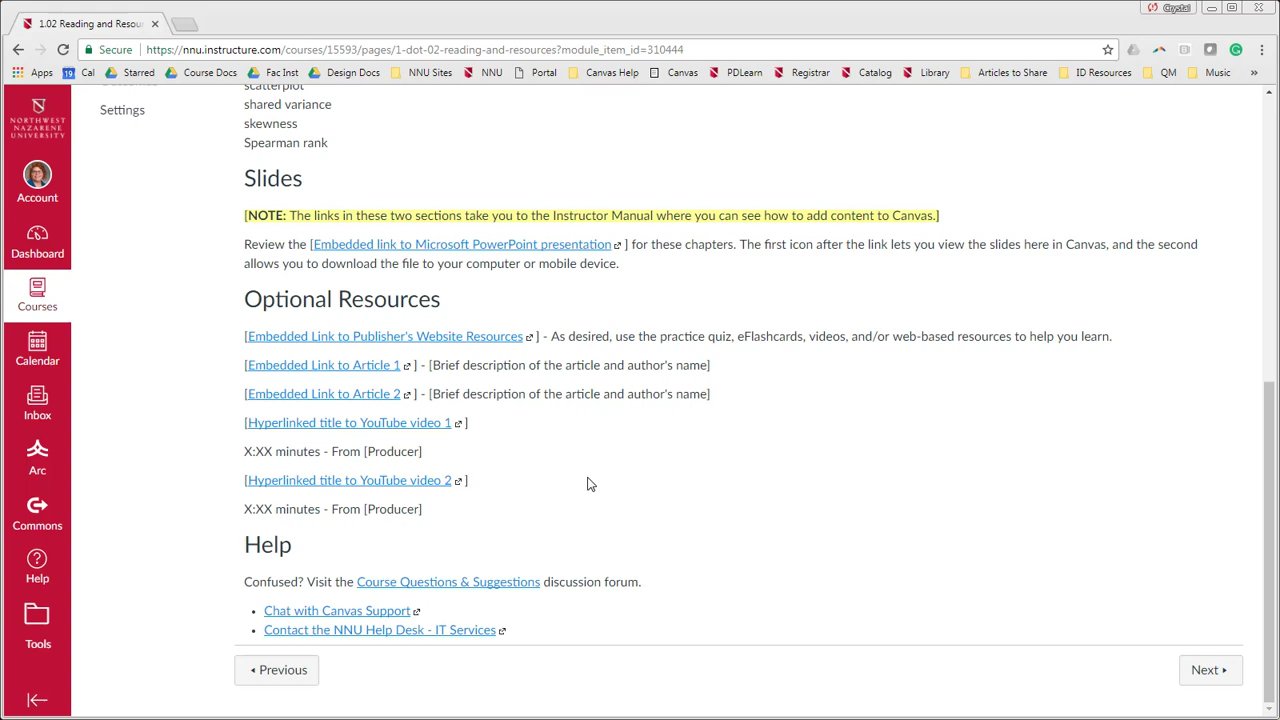 Crystal
1.02 Reading and Resou
Secure | https://nnu.instructure.com/courses/15593/pages/1-dot-02-reading-and-resources?module_item_id=310444
Apps 19 Cal Starred Course Docs Fac Inst Design Docs NNU Sites NNU Portal Canvas Help Canvas PDLearn Registrar Catalog Library Articles to Share ID Resources QM Music »
NORTHWEST
NAZARENE
UNIVERSITY
Account
Dashboard
Courses
Calendar
Inbox
Arc
Commons
Help
Tools
Settings
scatterplot
shared variance
skewness
Spearman rank
Slides
[NOTE: The links in these two sections take you to the Instructor Manual where you can see how to add content to Canvas.]
Review the [Embedded link to Microsoft PowerPoint presentation ] for these chapters. The first icon after the link lets you view the slides here in Canvas, and the second
allows you to download the file to your computer or mobile device.
Optional Resources
[Embedded Link to Publisher's Website Resources ] - As desired, use the practice quiz, eFlashcards, videos, and/or web-based resources to help you learn.
[Embedded Link to Article 1 ] - [Brief description of the article and author's name]
[Embedded Link to Article 2 ] - [Brief description of the article and author's name]
[Hyperlinked title to YouTube video 1 ]
X:XX minutes - From [Producer]
[Hyperlinked title to YouTube video 2 ]
X:XX minutes - From [Producer]
Help
Confused? Visit the Course Questions & Suggestions discussion forum.
• Chat with Canvas Support
• Contact the NNU Help Desk - IT Services
Previous
Next